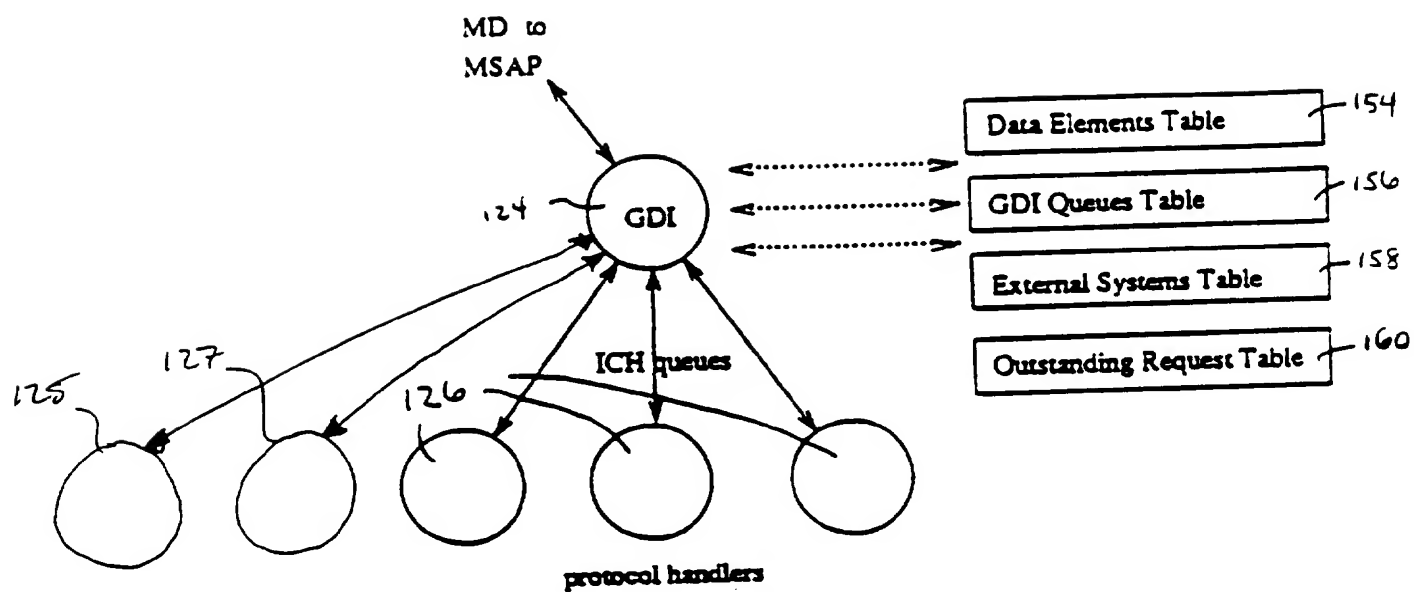 MD to
MSAP
Data Elements Table
154
124
GDI
GDI Queues Table
156
External Systems Table
158
ICH queues
Outstanding Request Table
160
127
125
126
protocol handlers